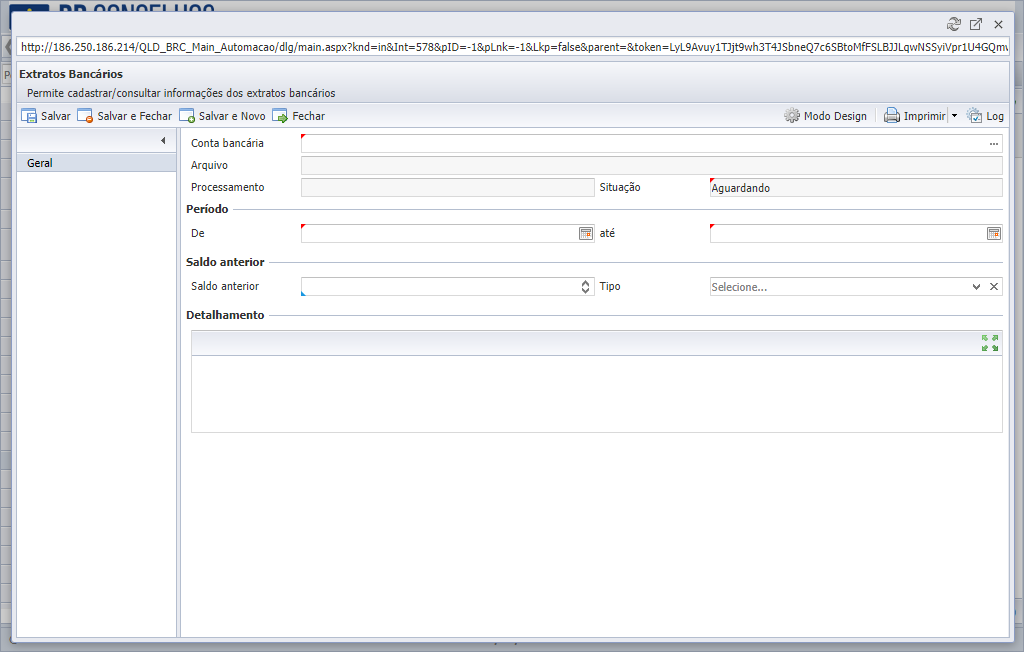 http://186.250.186.214/QLD_BRC_Main_Automacao/dlg/main.aspx?knd=in&Int=578&pID=-1&pLnk=-1&Lkp=false&parent=&token=LyL9Avuy1TJjt9wh3T4JSbneQ7c6SBtoMfFSLBJJLqwNSSyiVpr1U4GQm
Extratos Bancários
Permite cadastrar/consultar informações dos extratos bancários
Salvar Salvar e Fechar Salvar e Novo Fechar Modo Design Imprimir Log
Geral
Conta bancária ...
Arquivo
Processamento Situação Aguardando
Período
De até
Saldo anterior
Saldo anterior Tipo Selecione...
Detalhamento